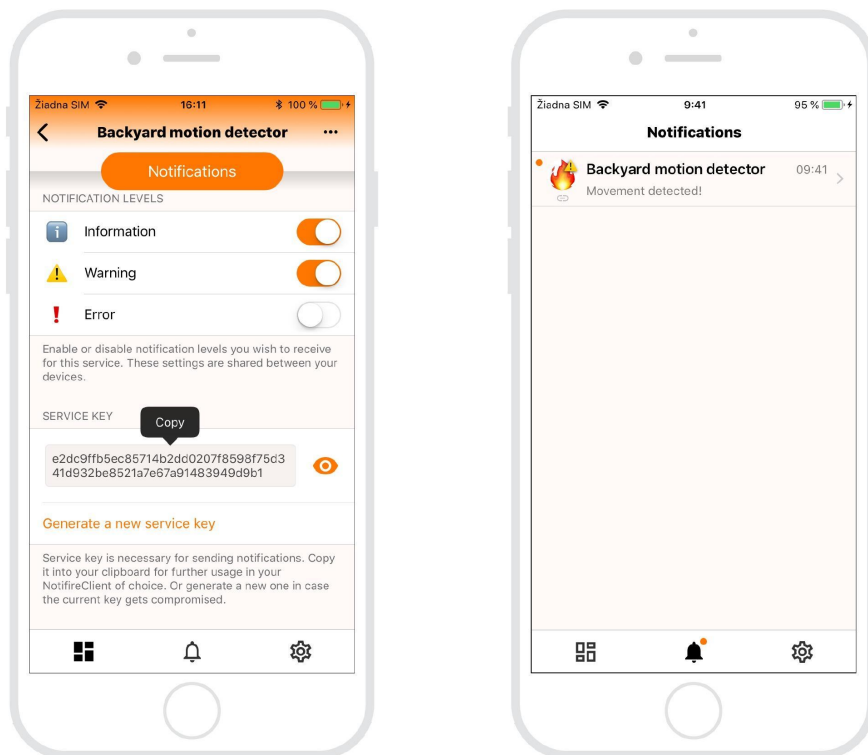 Žiadna SIM 16:11 100 %
Backyard motion detector
Notifications
NOTIFICATION LEVELS
Information
Warning
Error
Enable or disable notification levels you wish to receive
for this service. These settings are shared between your
devices.
SERVICE KEY
Copy
e2dc9ffb5ec85714b2dd0207f8598f75d3
41d932be8521a7e67a91483949d9b1
Generate a new service key
Service key is necessary for sending notifications. Copy
it into your clipboard for further usage in your
NotifireClient of choice. Or generate a new one in case
the current key gets compromised.
Žiadna SIM 9:41 95 %
Notifications
Backyard motion detector 09:41
Movement detected!